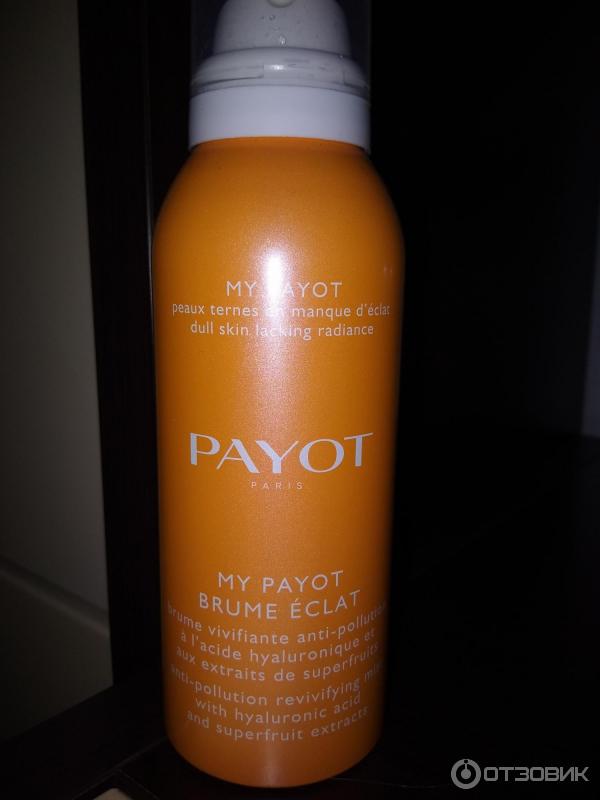 MY PAYOT
peaux ternes en manque d'éclat
dull skin lacking radiance
PAYOT
PARIS
MY PAYOT
BRUME ÉCLAT
brume vivifiante anti-pollution
à l'acide hyaluronique et
aux extraits de superfruits
anti-pollution revivifying mist
with hyaluronic acid
and superfruit extracts
ОТЗОВИК